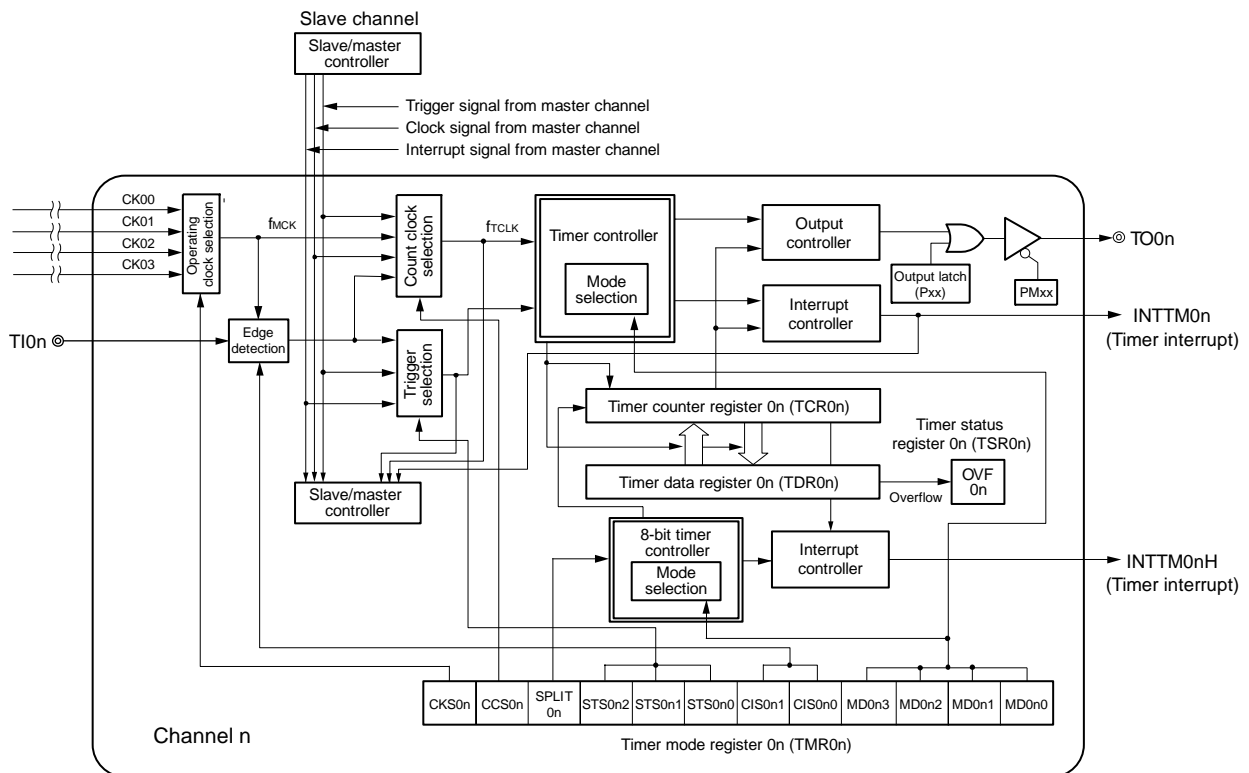 Slave channel
Slave/master
controller
Trigger signal from master channel
Clock signal from master channel
Interrupt signal from master channel
CK00
CK01
CK02
CK03
Operating
clock selection
fMCK
Count clock
selection
fTCLK
Timer controller
Mode
selection
Output
controller
Output latch
(Pxx)
PMxx
TO0n
Interrupt
controller
INTTM0n
(Timer interrupt)
TI0n
Edge
detection
Trigger
selection
Timer counter register 0n (TCR0n)
Timer status
register 0n (TSR0n)
Slave/master
controller
Timer data register 0n (TDR0n)
Overflow
OVF
0n
8-bit timer
controller
Mode
selection
Interrupt
controller
INTTM0nH
(Timer interrupt)
CKS0n
CCS0n
SPLIT
0n
STS0n2
STS0n1
STS0n0
CIS0n1
CIS0n0
MD0n3
MD0n2
MD0n1
MD0n0
Channel n
Timer mode register 0n (TMR0n)